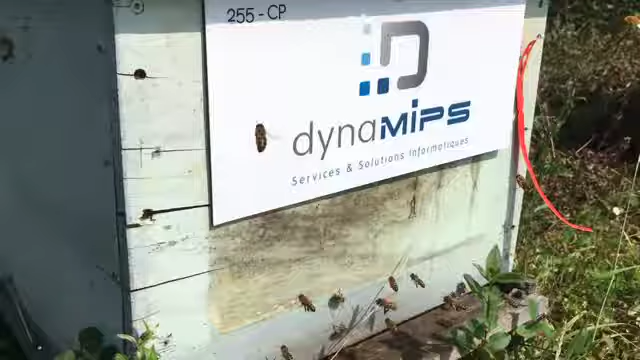 255 - CP
dynaMIPS
Services & Solutions Informatiques